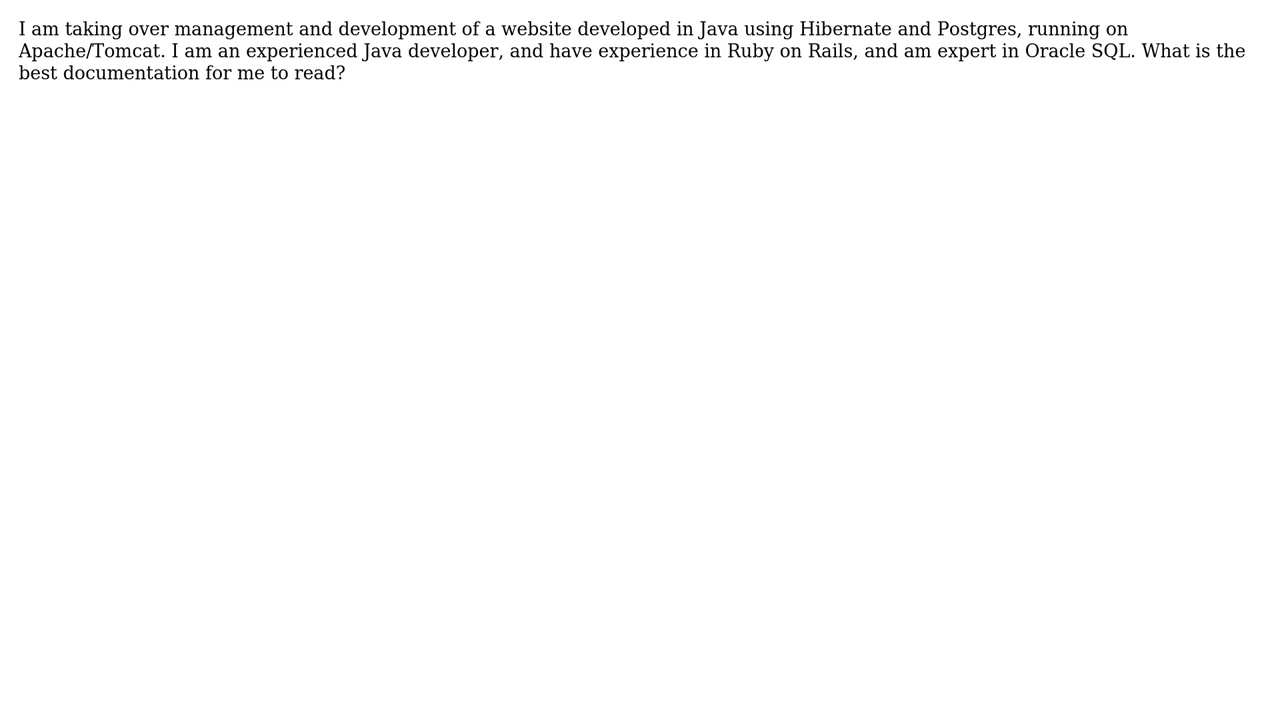 I am taking over management and development of a website developed in Java using Hibernate and Postgres, running on
Apache/Tomcat. I am an experienced Java developer, and have experience in Ruby on Rails, and am expert in Oracle SQL. What is the
best documentation for me to read?